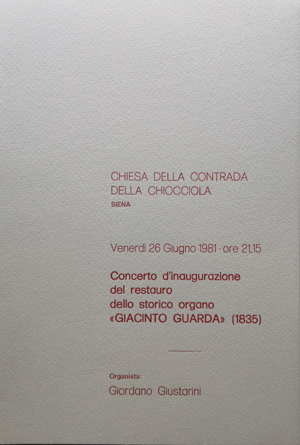 CHIESA DELLA CONTRADA
DELLA CHIOCCIOLA
SIENA
Venerdì 26 Giugno 1981 - ore 21,15
Concerto d'inaugurazione
del restauro
dello storico organo
«GIACINTO GUARDA» (1835)
Organista:
Giordano Giustarini